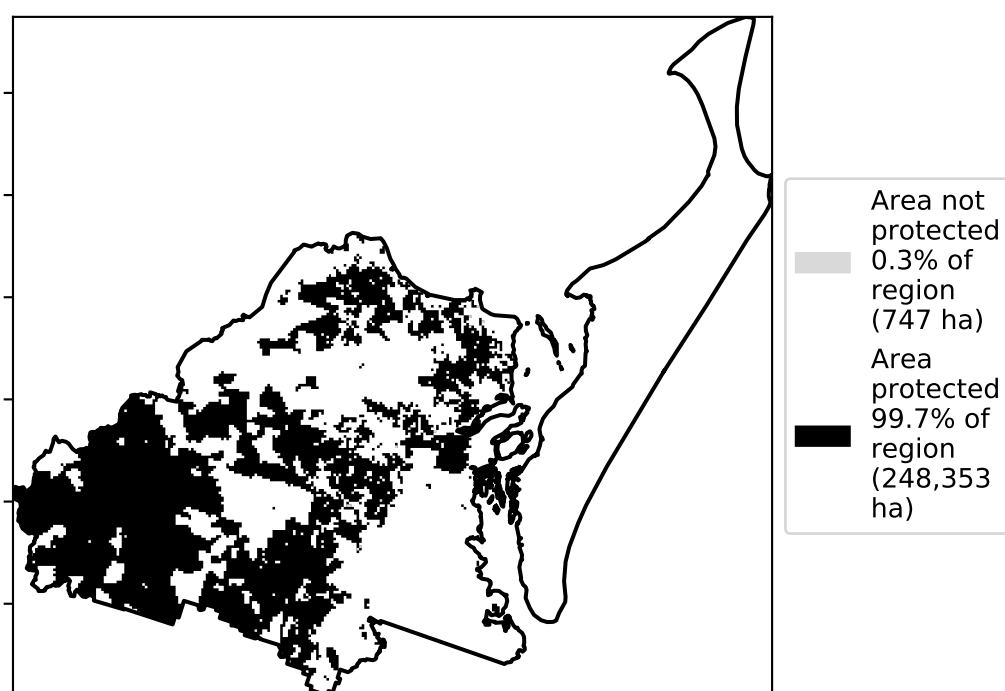 Area not
protected
0.3% of
region
(747 ha)
Area
protected
99.7% of
region
(248,353
ha)